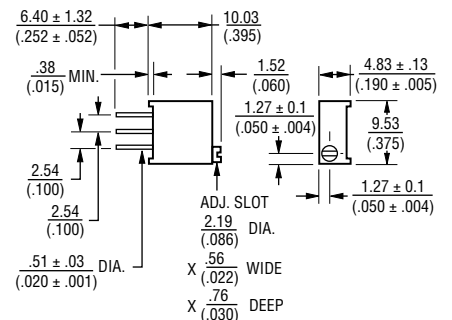 6.40 ± 1.32
(.252 ± .052)
10.03
(.395)
.38
(.015)
MIN.
1.52
(.060)
4.83 ± .13
(.190 ± .005)
1.27 ± 0.1
(.050 ± .004)
9.53
(.375)
2.54
(.100)
2.54
(.100)
1.27 ± 0.1
(.050 ± .004)
ADJ. SLOT
2.19
(.086)
DIA.
.51 ± .03
(.020 ± .001)
DIA.
X .56
(.022)
WIDE
X .76
(.030)
DEEP